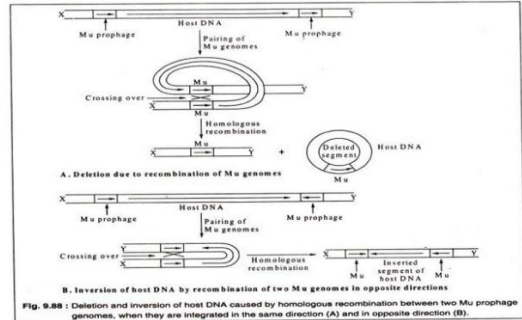 X Y
Host DNA
Mu prophage Mu prophage
Pairing of
Mu genomes
Mu
Y
Crossing over
X
Mu
Homologous
recombination
Mu
X Y + Deleted
segment Host DNA
Mu
A. Deletion due to recombination of Mu genomes
X Y
Host DNA
Mu prophage Mu prophage
Pairing of
Mu genomes
Y
Crossing over
X
Homologous
recombination
X Y
Mu Inverted Mu
segment of
host DNA
B. Inversion of host DNA by recombination of two Mu genomes in opposite directions
Fig. 9.88 : Deletion and inversion of host DNA caused by homologous recombination between two Mu prophage
genomes, when they are integrated in the same direction (A) and in opposite direction (B).